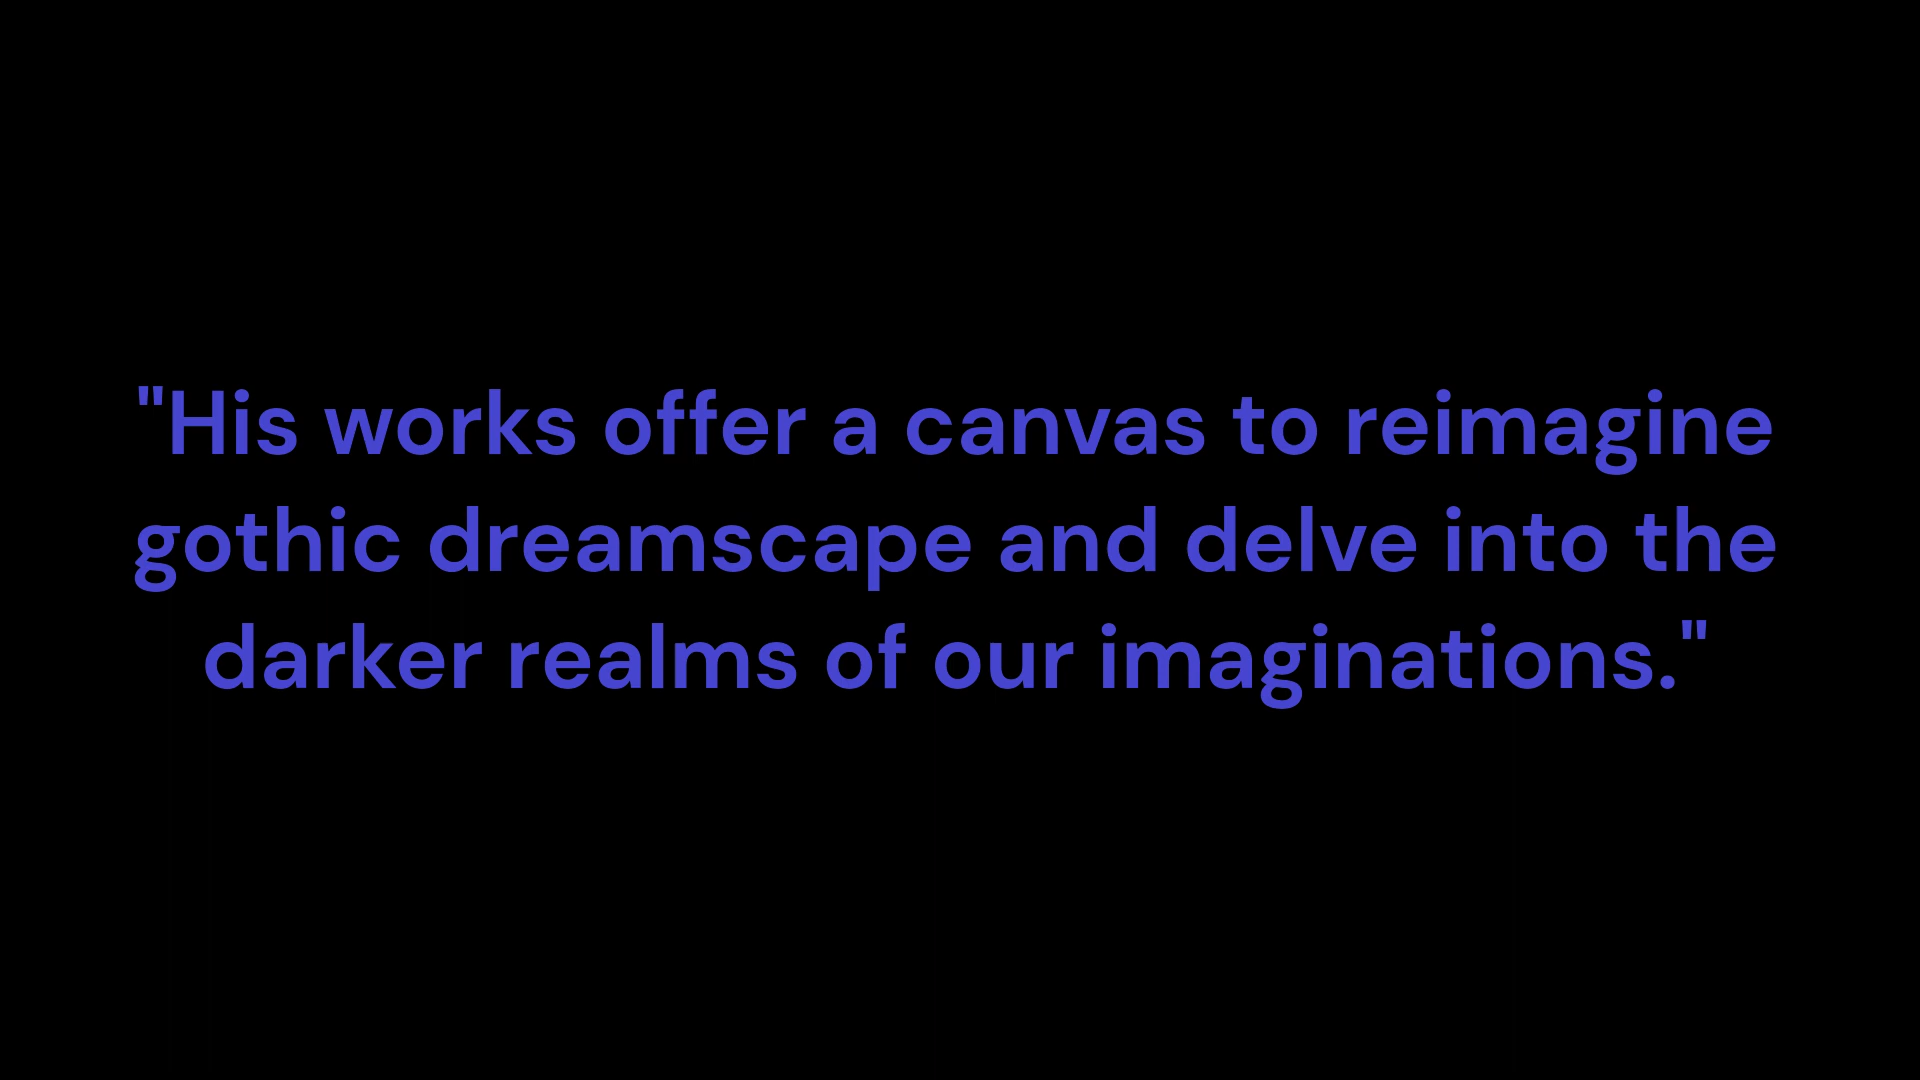 "His works offer a canvas to reimagine
gothic dreamscape and delve into the
darker realms of our imaginations."